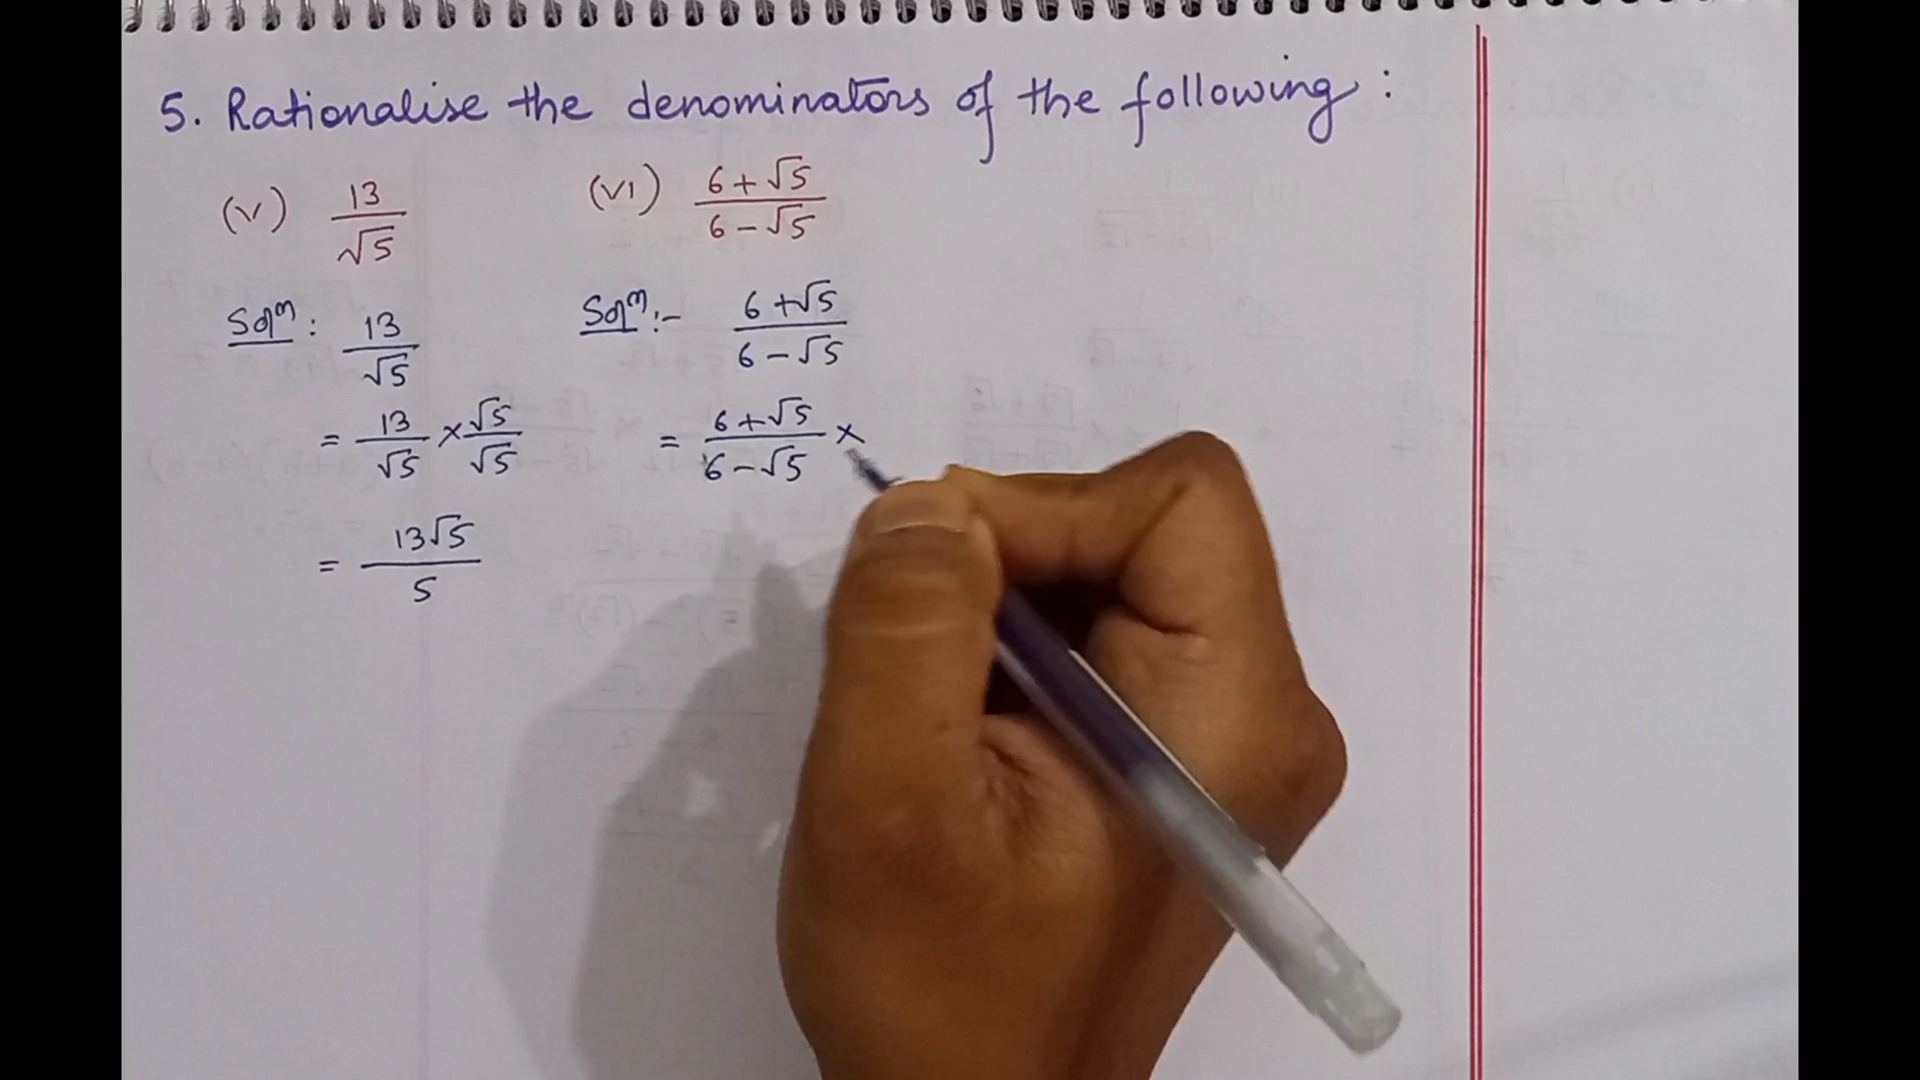 5. Rationalise the denominators of the following :
(v) 13/√5 (vi) 6+√5/6-√5
Solⁿ : 13/√5
= 13/√5 × √5/√5
= 13√5/5
Solⁿ :- 6+√5/6-√5
= 6+√5/6-√5 ×